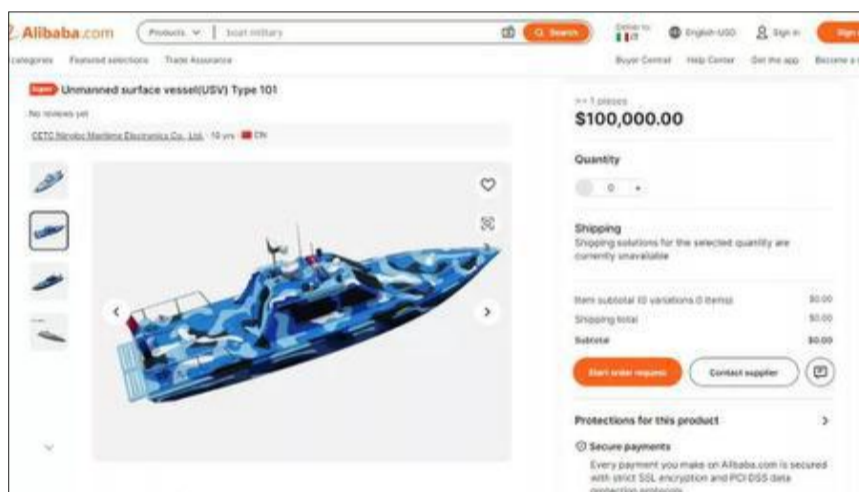 Alibaba.com
Products
boat military
Search
Deliver to:
IT
English-USD
Sign in
Sign
categories
Featured selections
Trade Assurance
Buyer Central
Help Center
Get the app
Become a
Super
Unmanned surface vessel(USV) Type 101
No reviews yet
Maritime Electronics Co., Ltd. · 10 yrs · CN
>= 1 pieces
$100,000.00
Quantity
- 0 +
Shipping
Shipping solutions for the selected quantity are
currently unavailable
Item subtotal (0 variations 0 items) $0.00
Shipping total $0.00
Subtotal $0.00
Start order request
Contact supplier
Protections for this product
Secure payments
Every payment you make on Alibaba.com is secured
with strict SSL encryption and PCI DSS data
protection protocols